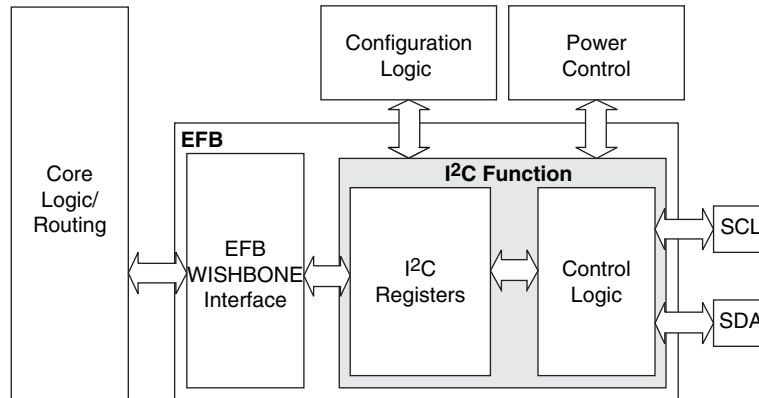 Configuration
Logic
Power
Control
EFB
I²C Function
Core
Logic/
Routing
EFB
WISHBONE
Interface
I²C
Registers
Control
Logic
SCL
SDA